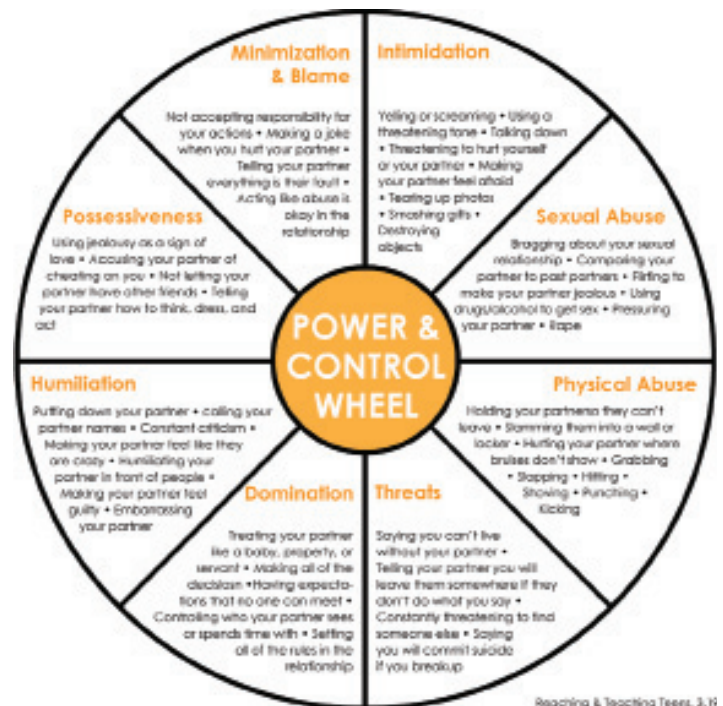 Minimization
& Blame
Not accepting responsibility for
your actions • Making a joke
when you hurt your partner •
Telling your partner
everything is their fault •
Acting like abuse is
okay in the
relationship
Intimidation
Yelling or screaming • Using a
threatening tone • Talking down
• Threatening to hurt yourself
or your partner • Making
your partner feel afraid
• Tearing up photos
• Smashing gifts •
Destroying
objects
Possessiveness
Using jealousy as a sign of
love • Accusing your partner of
cheating on you • Not letting your
partner have other friends • Telling
your partner how to think, dress, and
act
Sexual Abuse
Bragging about your sexual
relationship • Comparing your
partner to past partners • Flirting to
make your partner jealous • Using
drugs/alcohol to get sex • Pressuring
your partner • Rape
POWER &
CONTROL
WHEEL
Humiliation
Putting down your partner • calling your
partner names • Constant criticism •
Making your partner feel like they
are crazy • Humiliating your
partner in front of people •
Making your partner feel
guilty • Embarrassing
your partner
Physical Abuse
Holding your partner so they can't
leave • Slamming them into a wall or
locker • Hurting your partner where
bruises don't show • Grabbing
• Slapping • Hitting •
Shoving • Punching •
Kicking
Domination
Treating your partner
like a baby, property, or
servant • Making all of the
decision • Having expecta-
tions that no one can meet •
Controlling who your partner sees
or spends time with • Setting
all of the rules in the
relationship
Threats
Saying you can't live
without your partner •
Telling your partner you will
leave them somewhere if they
don't do what you say •
Constantly threatening to find
someone else • Saying
you will commit suicide
if you breakup
Reaching & Teaching Teens, 3.19